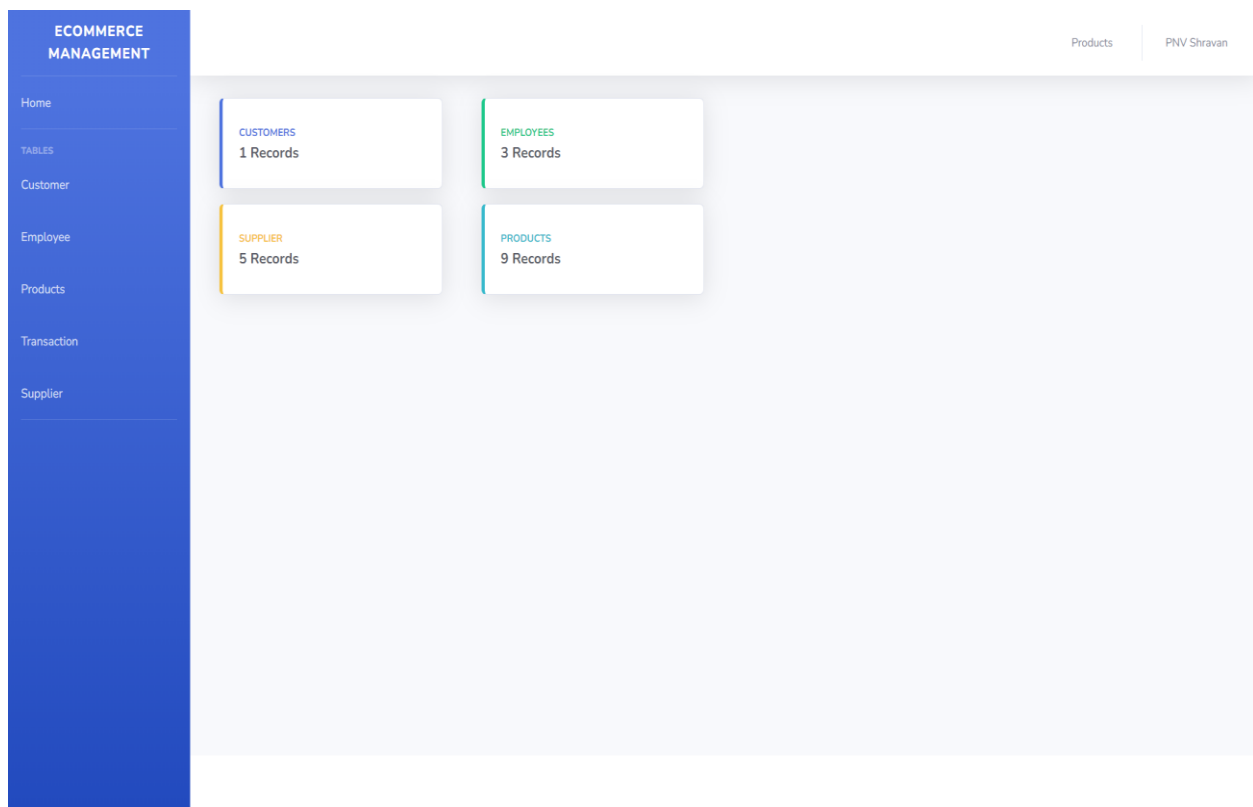 ECOMMERCE
MANAGEMENT
Home
TABLES
Customer
Employee
Products
Transaction
Supplier
Products
PNV Shravan
CUSTOMERS
1 Records
EMPLOYEES
3 Records
SUPPLIER
5 Records
PRODUCTS
9 Records